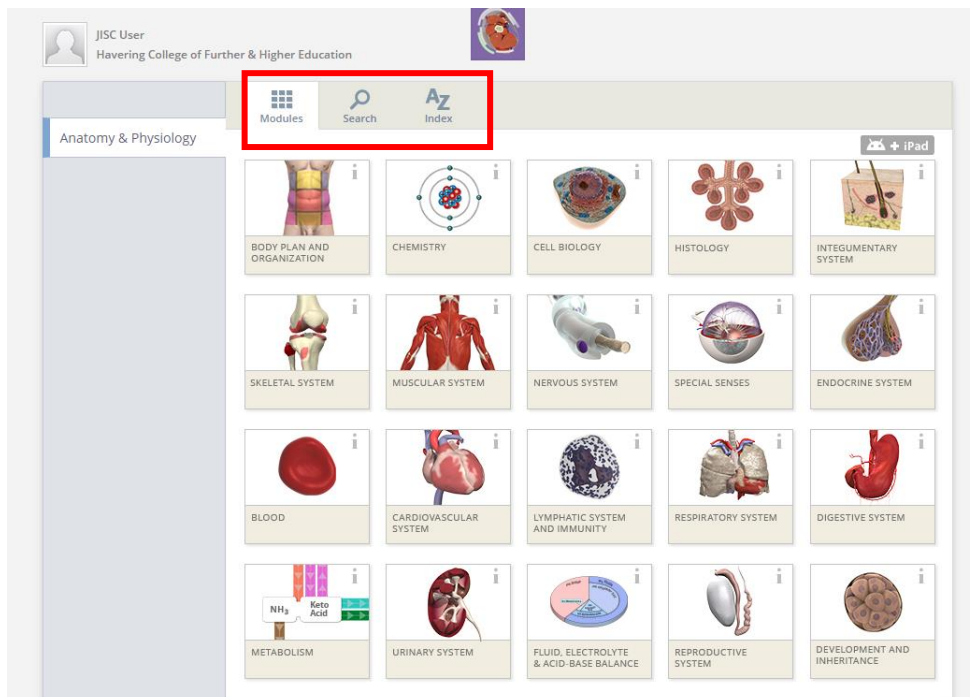 JISC User
Havering College of Further & Higher Education
Modules
Search
AZ
Index
Anatomy & Physiology
+ iPad
i
i
i
i
i
BODY PLAN AND
ORGANIZATION
CHEMISTRY
CELL BIOLOGY
HISTOLOGY
INTEGUMENTARY
SYSTEM
i
i
i
i
i
SKELETAL SYSTEM
MUSCULAR SYSTEM
NERVOUS SYSTEM
SPECIAL SENSES
ENDOCRINE SYSTEM
i
i
i
i
i
BLOOD
CARDIOVASCULAR
SYSTEM
LYMPHATIC SYSTEM
AND IMMUNITY
RESPIRATORY SYSTEM
DIGESTIVE SYSTEM
i
i
i
i
i
NH₃
Keto
Acid
METABOLISM
URINARY SYSTEM
FLUID, ELECTROLYTE
& ACID-BASE BALANCE
REPRODUCTIVE
SYSTEM
DEVELOPMENT AND
INHERITANCE